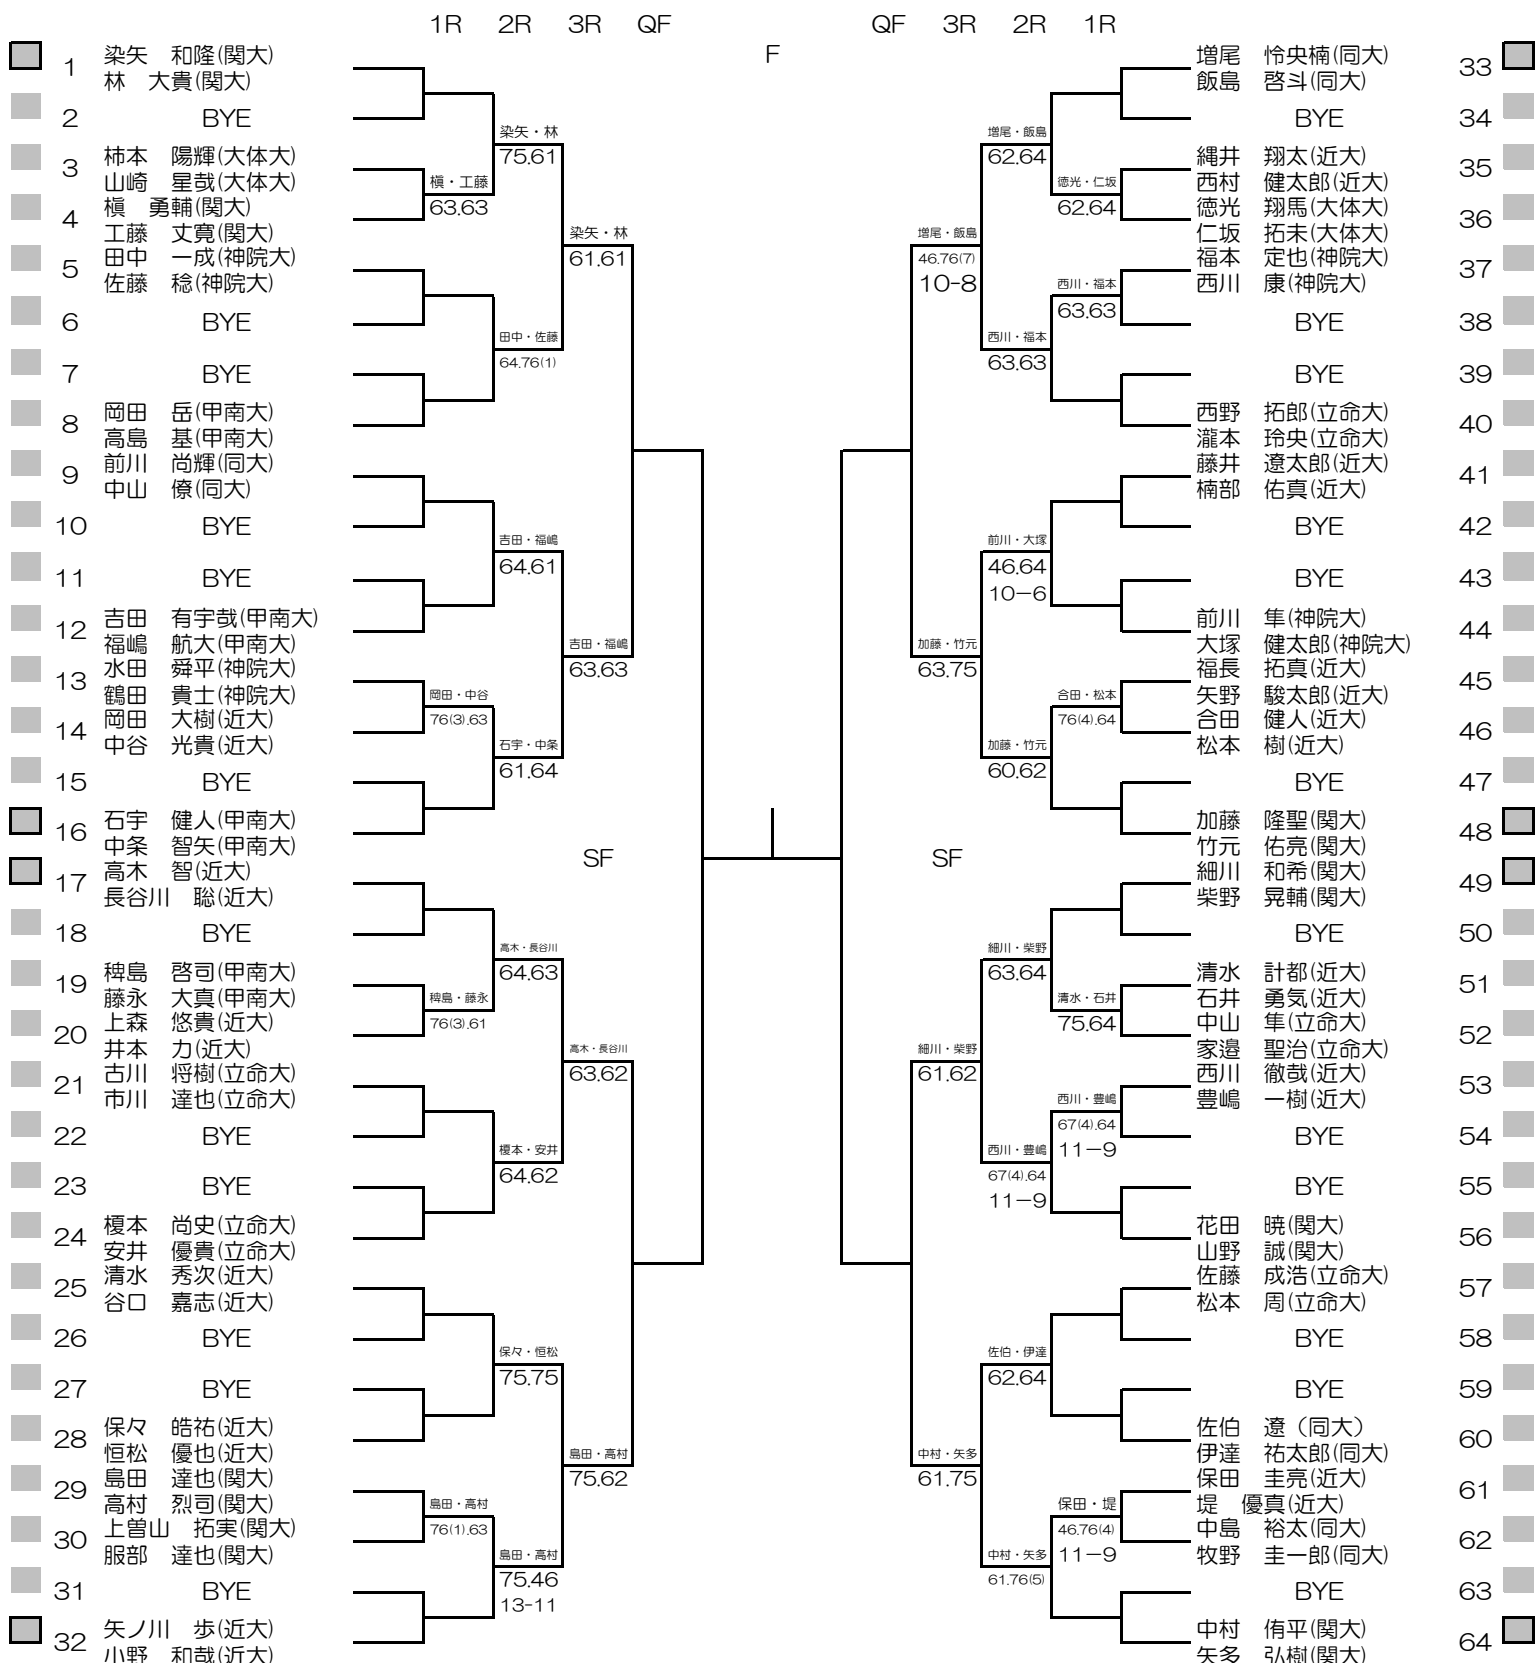 1R 2R 3R QF
QF 3R 2R 1R
F
1
染矢 和隆(関大)
林 大貴(関大)
2
BYE
3
柿本 陽輝(大体大)
山崎 星哉(大体大)
4
槇 勇輔(関大)
工藤 丈寛(関大)
5
田中 一成(神院大)
佐藤 稔(神院大)
6
BYE
7
BYE
8
岡田 岳(甲南大)
高島 基(甲南大)
9
前川 尚輝(同大)
中山 僚(同大)
10
BYE
11
BYE
12
吉田 有宇哉(甲南大)
福嶋 航大(甲南大)
13
水田 舜平(神院大)
鶴田 貴士(神院大)
14
岡田 大樹(近大)
中谷 光貴(近大)
15
BYE
16
石宇 健人(甲南大)
中条 智矢(甲南大)
17
高木 智(近大)
長谷川 聡(近大)
18
BYE
19
稗島 啓司(甲南大)
藤永 大真(甲南大)
20
上森 悠貴(近大)
井本 力(近大)
21
古川 将樹(立命大)
市川 達也(立命大)
22
BYE
23
BYE
24
榎本 尚史(立命大)
安井 優貴(立命大)
25
清水 秀次(近大)
谷口 嘉志(近大)
26
BYE
27
BYE
28
保々 皓祐(近大)
恒松 優也(近大)
29
島田 達也(関大)
高村 烈司(関大)
30
上曽山 拓実(関大)
服部 達也(関大)
31
BYE
32
矢ノ川 歩(近大)
小野 和哉(近大)
槇・工藤
63.63
岡田・中谷
76(3).63
稗島・藤永
76(3).61
島田・高村
76(1).63
染矢・林
75.61
田中・佐藤
64.76(1)
吉田・福嶋
64.61
石宇・中条
61.64
高木・長谷川
64.63
榎本・安井
64.62
保々・恒松
75.75
島田・高村
75.46
13-11
染矢・林
61.61
吉田・福嶋
63.63
高木・長谷川
63.62
島田・高村
75.62
SF
SF
増尾・飯島
46.76(7)
10-8
加藤・竹元
63.75
細川・柴野
61.62
中村・矢多
61.75
増尾・飯島
62.64
西川・福本
63.63
前川・大塚
46.64
10−6
加藤・竹元
60.62
細川・柴野
63.64
西川・豊嶋
67(4).64
11−9
佐伯・伊達
62.64
中村・矢多
61.76(5)
徳光・仁坂
62.64
西川・福本
63.63
合田・松本
76(4).64
清水・石井
75.64
西川・豊嶋
67(4).64
11−9
保田・堤
46.76(4)
11−9
増尾 怜央楠(同大)
飯島 啓斗(同大)
33
BYE
34
縄井 翔太(近大)
西村 健太郎(近大)
35
徳光 翔馬(大体大)
仁坂 拓未(大体大)
36
福本 定也(神院大)
西川 康(神院大)
37
BYE
38
BYE
39
西野 拓郎(立命大)
瀧本 玲央(立命大)
40
藤井 遼太郎(近大)
楠部 佑真(近大)
41
BYE
42
BYE
43
前川 隼(神院大)
大塚 健太郎(神院大)
44
福長 拓真(近大)
矢野 駿太郎(近大)
45
合田 健人(近大)
松本 樹(近大)
46
BYE
47
加藤 隆聖(関大)
竹元 佑亮(関大)
48
細川 和希(関大)
柴野 晃輔(関大)
49
BYE
50
清水 計都(近大)
石井 勇気(近大)
51
中山 隼(立命大)
家邉 聖治(立命大)
52
西川 徹哉(近大)
豊嶋 一樹(近大)
53
BYE
54
BYE
55
花田 暁(関大)
山野 誠(関大)
56
佐藤 成浩(立命大)
松本 周(立命大)
57
BYE
58
BYE
59
佐伯 遼（同大）
伊達 祐太郎(同大)
60
保田 圭亮(近大)
堤 優真(近大)
61
中島 裕太(同大)
牧野 圭一郎(同大)
62
BYE
63
中村 侑平(関大)
矢多 弘樹(関大)
64